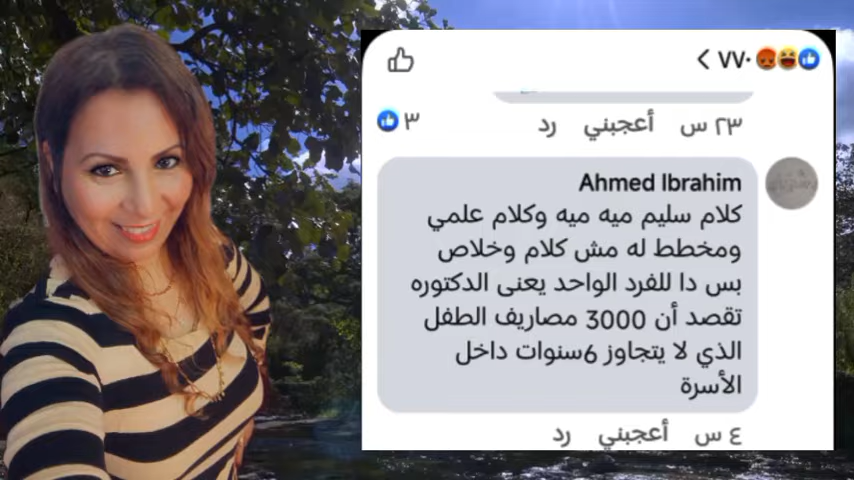 ٧٧٠
٣
٢٣ س أعجبني رد
Ahmed Ibrahim
كلام سليم ميه ميه وكلام علمي
ومخطط له مش كلام وخلاص
بس دا للفرد الواحد يعنى الدكتوره
تقصد أن 3000 مصاريف الطفل
الذي لا يتجاوز 6سنوات داخل
الأسرة
٤ س أعجبني رد